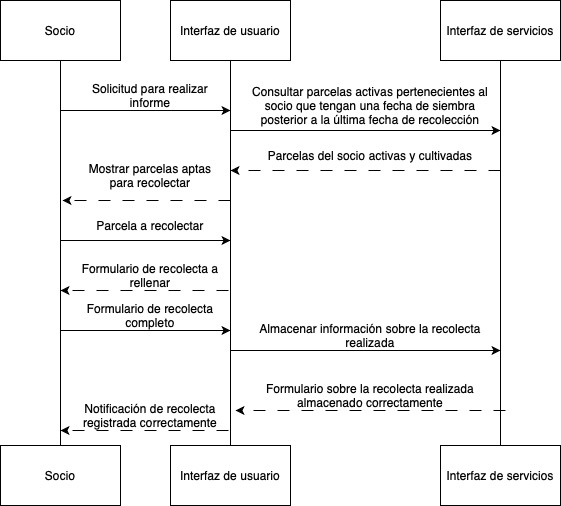 Socio
Interfaz de usuario
Interfaz de servicios
Solicitud para realizar
informe
Consultar parcelas activas pertenecientes al
socio que tengan una fecha de siembra
posterior a la última fecha de recolección
Parcelas del socio activas y cultivadas
Mostrar parcelas aptas
para recolectar
Parcela a recolectar
Formulario de recolecta a
rellenar
Formulario de recolecta
completo
Almacenar información sobre la recolecta
realizada
Formulario sobre la recolecta realizada
almacenado correctamente
Notificación de recolecta
registrada correctamente
Socio
Interfaz de usuario
Interfaz de servicios